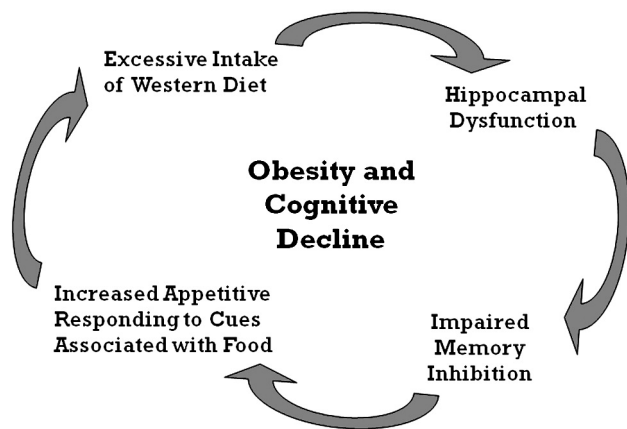 Excessive Intake
of Western Diet
Hippocampal
Dysfunction
Obesity and
Cognitive
Decline
Increased Appetitive
Responding to Cues
Associated with Food
Impaired
Memory
Inhibition